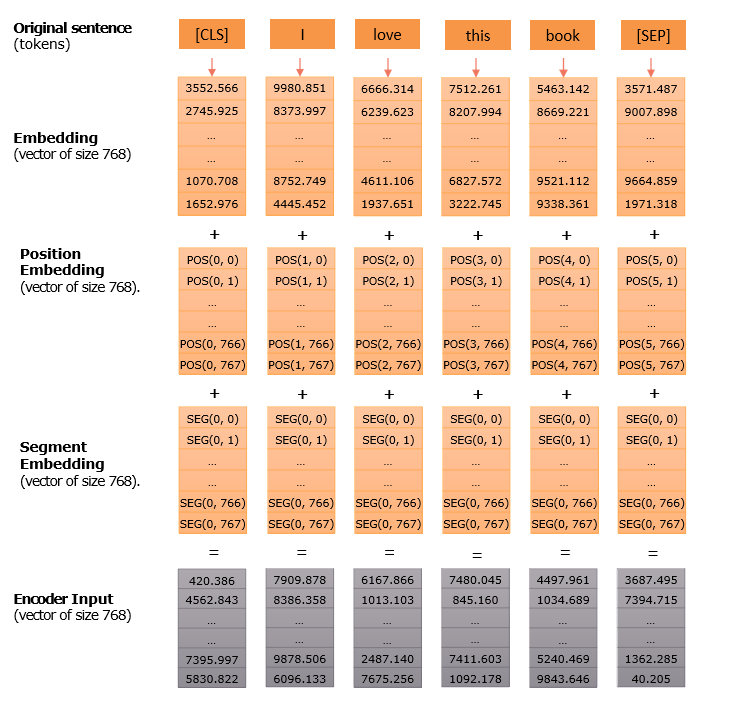 Original sentence
(tokens)
[CLS] I love this book [SEP]
Embedding
(vector of size 768)
3552.566 9980.851 6666.314 7512.261 5463.142 3571.487
2745.925 8373.997 6239.623 8207.994 8669.221 9007.898
... ... ... ... ... ...
... ... ... ... ... ...
1070.708 8752.749 4611.106 6827.572 9521.112 9664.859
1652.976 4445.452 1937.651 3222.745 9338.361 1971.318
+ + + + + +
Position
Embedding
(vector of size 768).
POS(0, 0) POS(1, 0) POS(2, 0) POS(3, 0) POS(4, 0) POS(5, 0)
POS(0, 1) POS(1, 1) POS(2, 1) POS(3, 1) POS(4, 1) POS(5, 1)
... ... ... ... ... ...
... ... ... ... ... ...
POS(0, 766) POS(1, 766) POS(2, 766) POS(3, 766) POS(4, 766) POS(5, 766)
POS(0, 767) POS(1, 767) POS(2, 767) POS(3, 767) POS(4, 767) POS(5, 767)
+ + + + + +
Segment
Embedding
(vector of size 768).
SEG(0, 0) SEG(0, 0) SEG(0, 0) SEG(0, 0) SEG(0, 0) SEG(0, 0)
SEG(0, 1) SEG(0, 1) SEG(0, 1) SEG(0, 1) SEG(0, 1) SEG(0, 1)
... ... ... ... ... ...
... ... ... ... ... ...
SEG(0, 766) SEG(0, 766) SEG(0, 766) SEG(0, 766) SEG(0, 766) SEG(0, 766)
SEG(0, 767) SEG(0, 767) SEG(0, 767) SEG(0, 767) SEG(0, 767) SEG(0, 767)
= = = = = =
Encoder Input
(vector of size 768)
420.386 7909.878 6167.866 7480.045 4497.961 3687.495
4562.843 8386.358 1013.103 845.160 1034.689 7394.715
... ... ... ... ... ...
... ... ... ... ... ...
7395.997 9878.506 2487.140 7411.603 5240.469 1362.285
5830.822 6096.133 7675.256 1092.178 9843.646 40.205